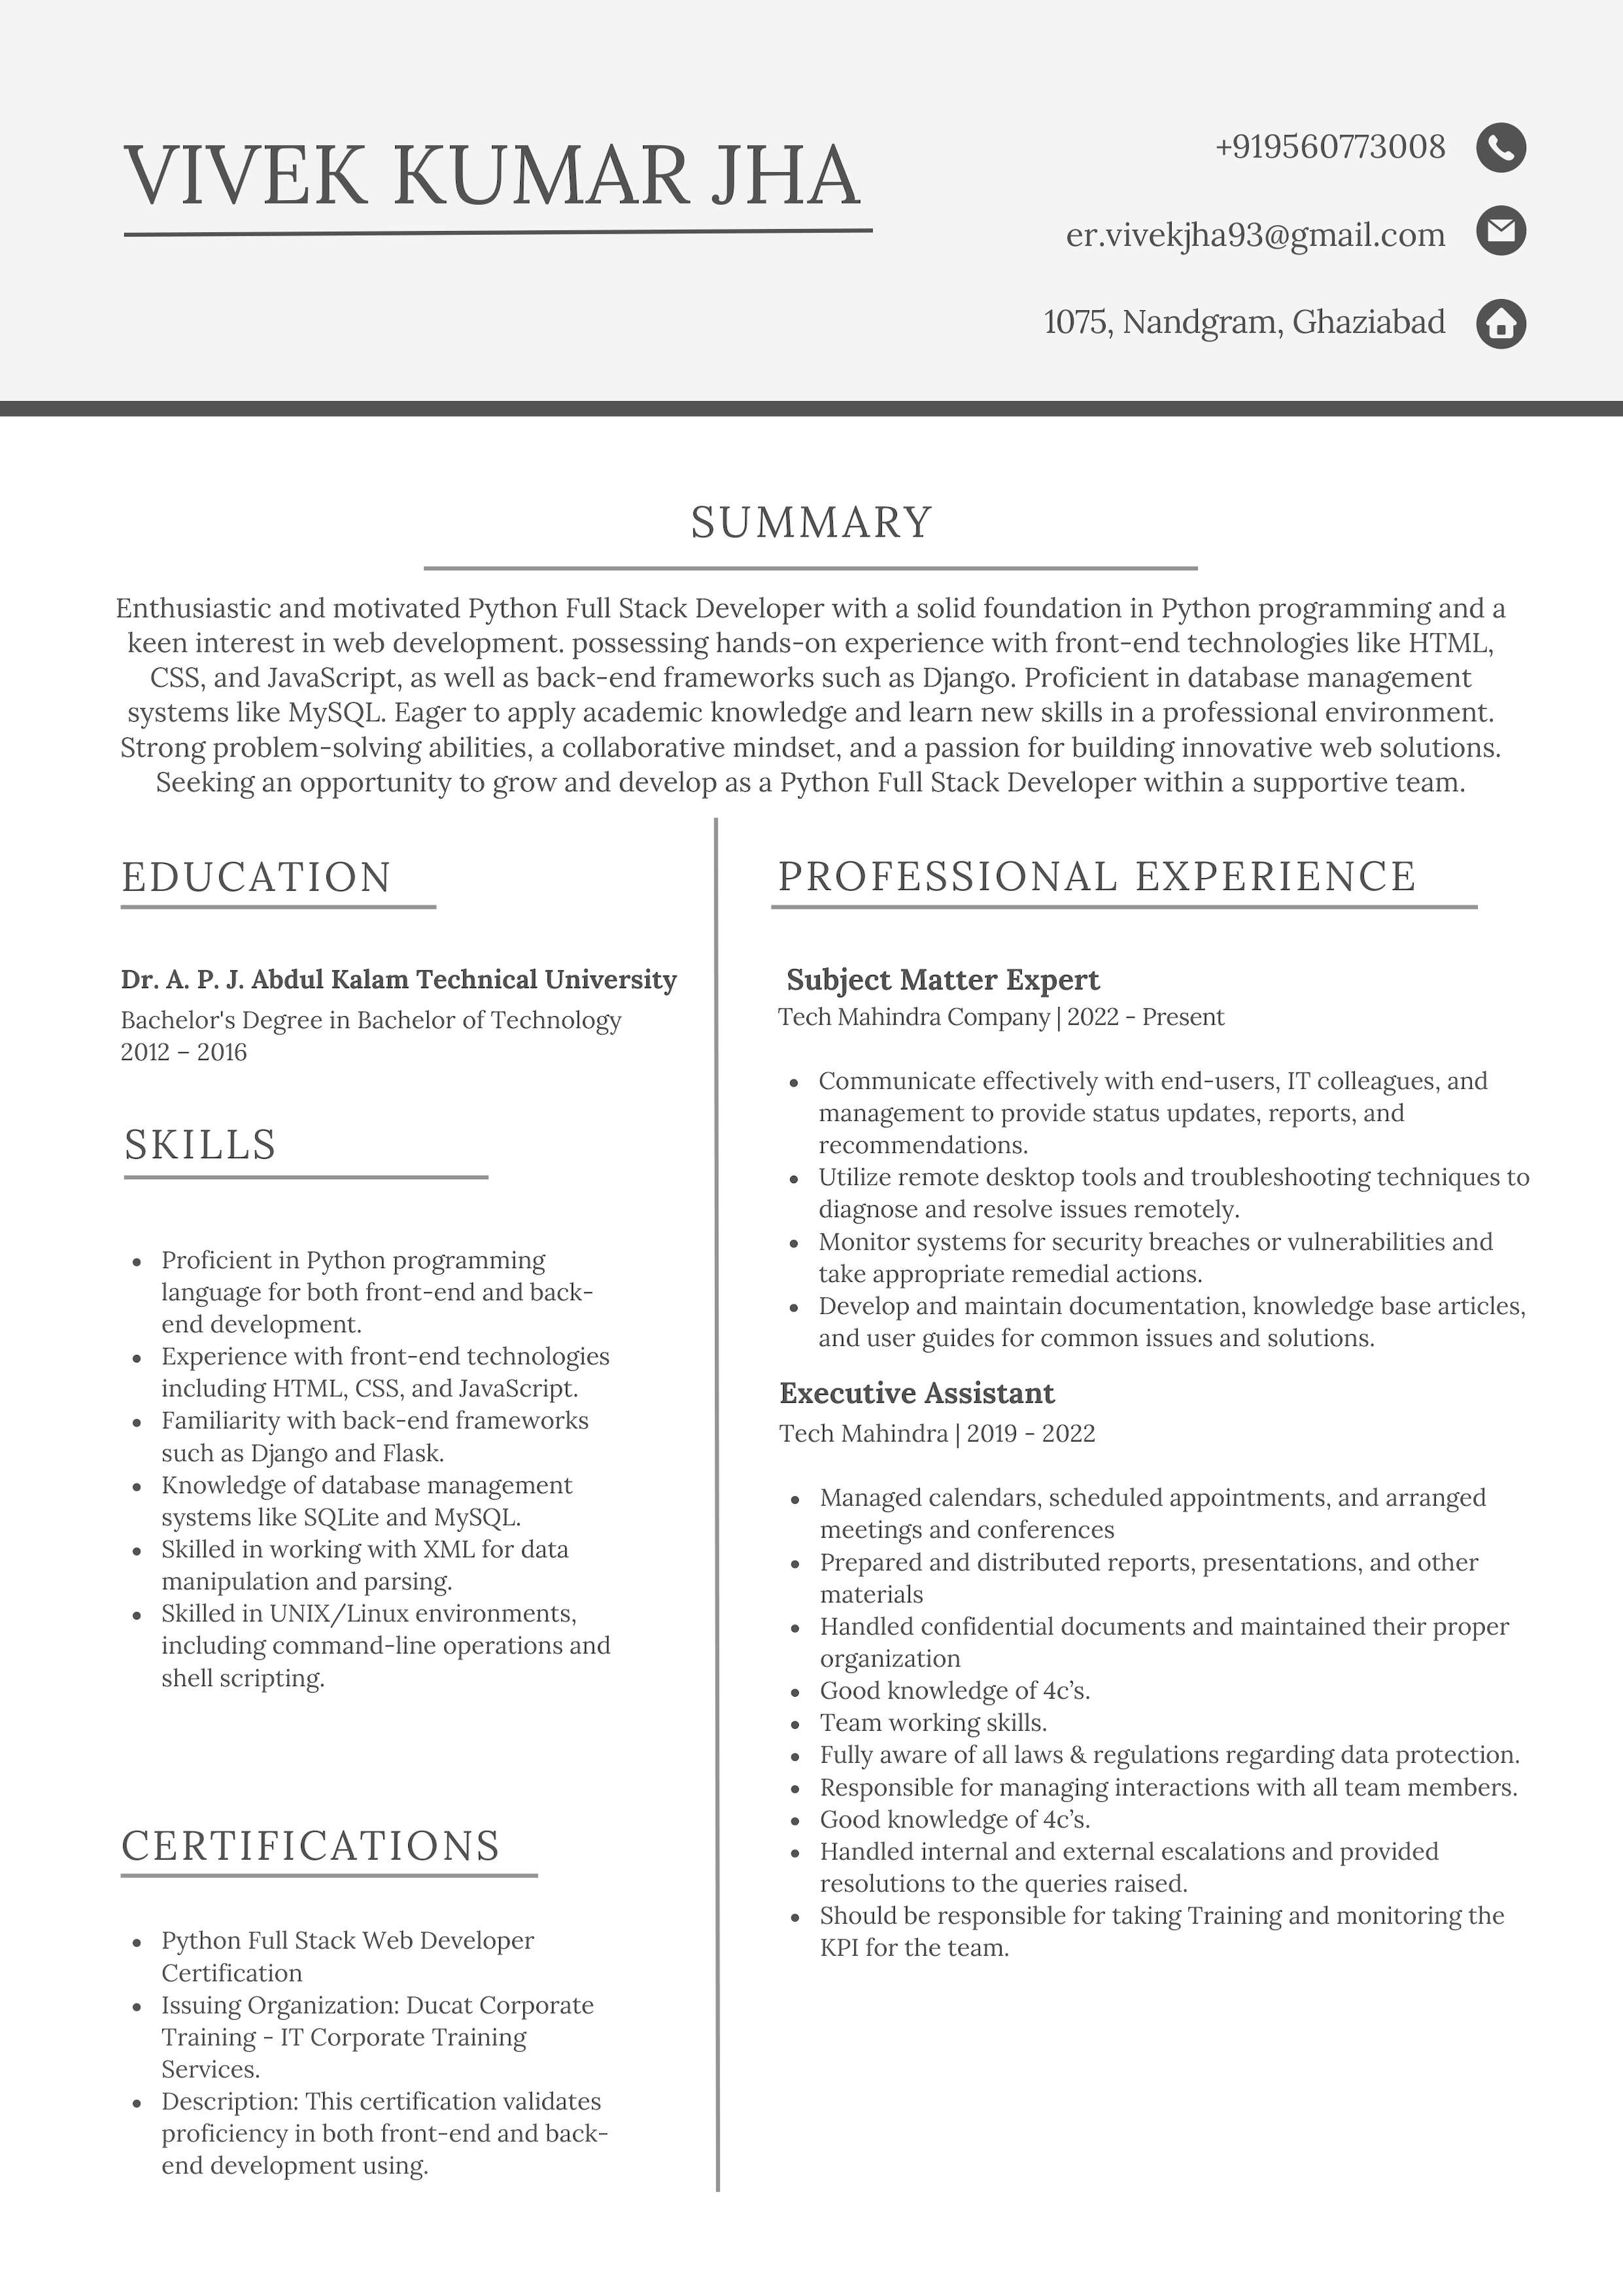 VIVEK KUMAR JHA
+919560773008
er.vivekjha93@gmail.com
1075, Nandgram, Ghaziabad
SUMMARY
Enthusiastic and motivated Python Full Stack Developer with a solid foundation in Python programming and a
keen interest in web development. possessing hands-on experience with front-end technologies like HTML,
CSS, and JavaScript, as well as back-end frameworks such as Django. Proficient in database management
systems like MySQL. Eager to apply academic knowledge and learn new skills in a professional environment.
Strong problem-solving abilities, a collaborative mindset, and a passion for building innovative web solutions.
Seeking an opportunity to grow and develop as a Python Full Stack Developer within a supportive team.
EDUCATION
Dr. A. P. J. Abdul Kalam Technical University
Bachelor's Degree in Bachelor of Technology
2012 – 2016
SKILLS
• Proficient in Python programming
language for both front-end and back-
end development.
• Experience with front-end technologies
including HTML, CSS, and JavaScript.
• Familiarity with back-end frameworks
such as Django and Flask.
• Knowledge of database management
systems like SQLite and MySQL.
• Skilled in working with XML for data
manipulation and parsing.
• Skilled in UNIX/Linux environments,
including command-line operations and
shell scripting.
CERTIFICATIONS
• Python Full Stack Web Developer
Certification
• Issuing Organization: Ducat Corporate
Training - IT Corporate Training
Services.
• Description: This certification validates
proficiency in both front-end and back-
end development using.
PROFESSIONAL EXPERIENCE
Subject Matter Expert
Tech Mahindra Company | 2022 - Present
• Communicate effectively with end-users, IT colleagues, and
management to provide status updates, reports, and
recommendations.
• Utilize remote desktop tools and troubleshooting techniques to
diagnose and resolve issues remotely.
• Monitor systems for security breaches or vulnerabilities and
take appropriate remedial actions.
• Develop and maintain documentation, knowledge base articles,
and user guides for common issues and solutions.
Executive Assistant
Tech Mahindra | 2019 - 2022
• Managed calendars, scheduled appointments, and arranged
meetings and conferences
• Prepared and distributed reports, presentations, and other
materials
• Handled confidential documents and maintained their proper
organization
• Good knowledge of 4c’s.
• Team working skills.
• Fully aware of all laws & regulations regarding data protection.
• Responsible for managing interactions with all team members.
• Good knowledge of 4c’s.
• Handled internal and external escalations and provided
resolutions to the queries raised.
• Should be responsible for taking Training and monitoring the
KPI for the team.